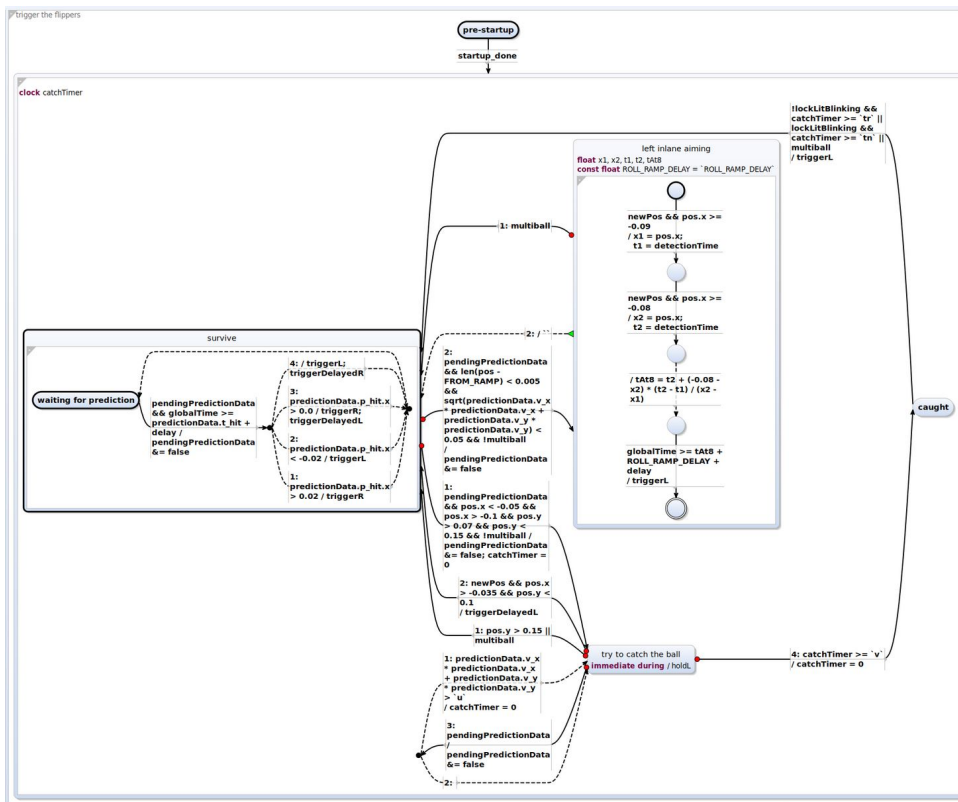 trigger the flippers
pre-startup
startup_done
clock catchTimer
!lockLitBlinking &&
catchTimer >= `tr` ||
lockLitBlinking &&
catchTimer >= `tn` ||
multiball
/ triggerL
left inlane aiming
float x1, x2, t1, t2, tAt8
const float ROLL_RAMP_DELAY = `ROLL_RAMP_DELAY`
newPos && pos.x >=
-0.09
/ x1 = pos.x;
t1 = detectionTime
1: multiball
newPos && pos.x >=
-0.08
/ x2 = pos.x;
t2 = detectionTime
2: / ``
/ tAt8 = t2 + (-0.08 -
x2) * (t2 - t1) / (x2 -
x1)
globalTime >= tAt8 +
ROLL_RAMP_DELAY +
delay
/ triggerL
survive
waiting for prediction
pendingPredictionData
&& globalTime >=
predictionData.t_hit +
delay /
pendingPredictionData
&= false
4: / triggerL;
triggerDelayedR
3:
predictionData.p_hit.x
> 0.0 / triggerR;
triggerDelayedL
2:
predictionData.p_hit.x
< -0.02 / triggerL
1:
predictionData.p_hit.x
> 0.02 / triggerR
2:
pendingPredictionData
&& len(pos -
FROM_RAMP) < 0.005
&&
sqrt(predictionData.v_x
* predictionData.v_x +
predictionData.v_y *
predictionData.v_y) <
0.05 && !multiball
/
pendingPredictionData
&= false
caught
1:
pendingPredictionData
&& pos.x < -0.05 &&
pos.x > -0.1 && pos.y
> 0.07 && pos.y <
0.15 && !multiball /
pendingPredictionData
&= false; catchTimer =
0
2: newPos && pos.x
> -0.035 && pos.y <
0.1
/ triggerDelayedL
1: pos.y > 0.15 ||
multiball
try to catch the ball
immediate during / holdL
4: catchTimer >= `v`
/ catchTimer = 0
1: predictionData.v_x
* predictionData.v_x
+ predictionData.v_y
* predictionData.v_y
> `u`
/ catchTimer = 0
3:
pendingPredictionData
/
pendingPredictionData
&= false
2: